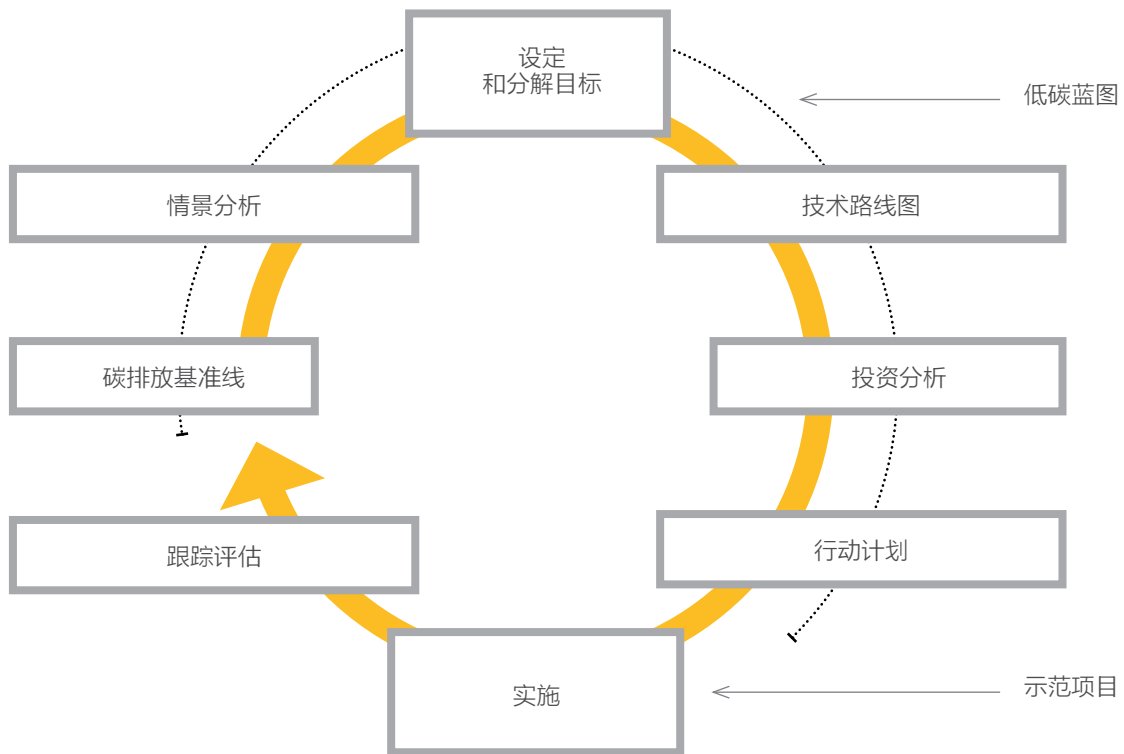 设定
和分解目标
低碳蓝图
情景分析
技术路线图
碳排放基准线
投资分析
跟踪评估
行动计划
实施
示范项目